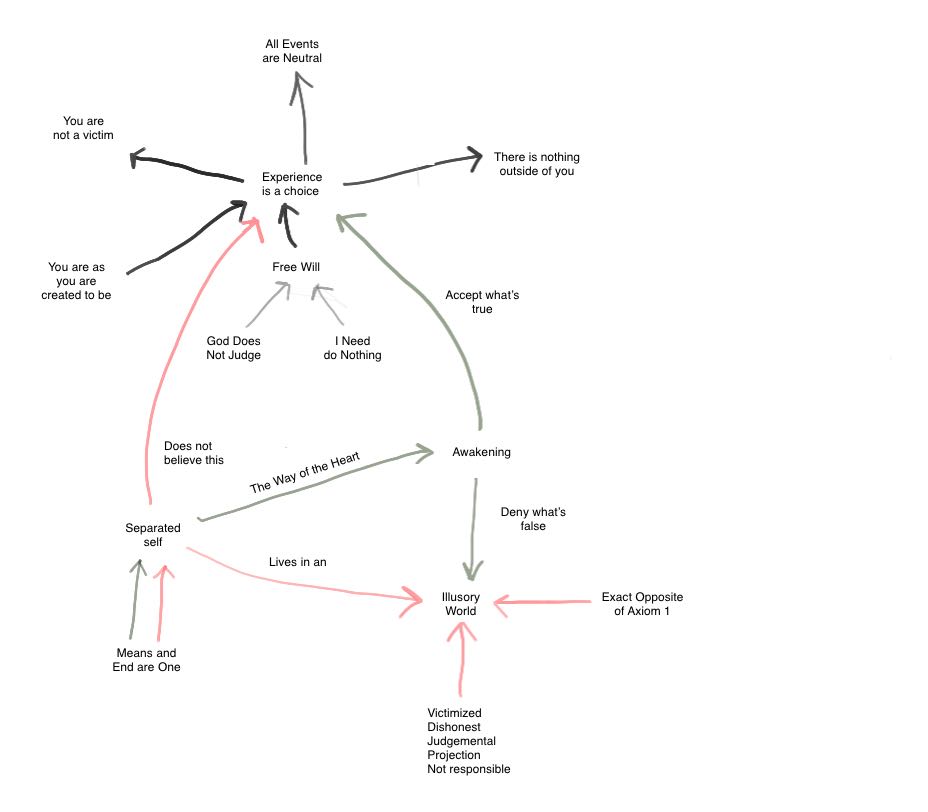 All Events
are Neutral
You are
not a victim
There is nothing
outside of you
Experience
is a choice
You are as
you are
created to be
Free Will
Accept what's
true
God Does
Not Judge
I Need
do Nothing
Does not
believe this
The Way of the Heart
Awakening
Deny what's
false
Separated
self
Lives in an
Illusory
World
Exact Opposite
of Axiom 1
Means and
End are One
Victimized
Dishonest
Judgemental
Projection
Not responsible